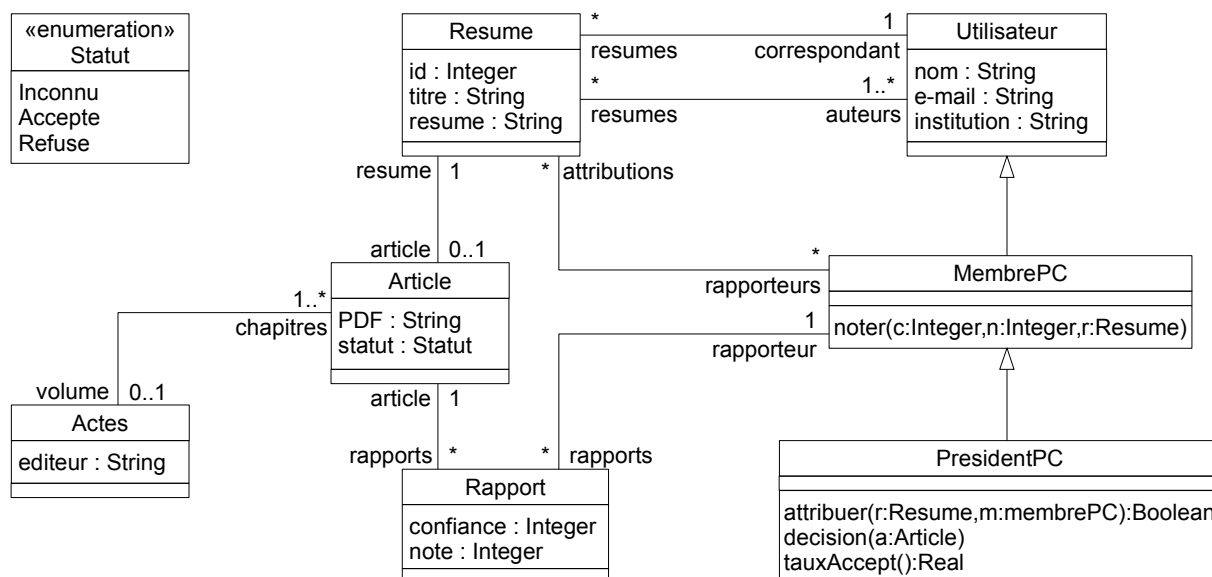 «enumeration»
Statut
Inconnu
Accepte
Refuse
Resume
id : Integer
titre : String
resume : String
* 1
resumes correspondant
* 1..*
resumes auteurs
Utilisateur
nom : String
e-mail : String
institution : String
resume 1
* attributions
article 0..1
*
rapporteurs
Article
PDF : String
statut : Statut
MembrePC
noter(c:Integer,n:Integer,r:Resume)
1..*
chapitres
1
rapporteur
volume 0..1
article 1
Actes
editeur : String
rapports *
* rapports
Rapport
confiance : Integer
note : Integer
PresidentPC
attribuer(r:Resume,m:membrePC):Boolean
decision(a:Article)
tauxAccept():Real